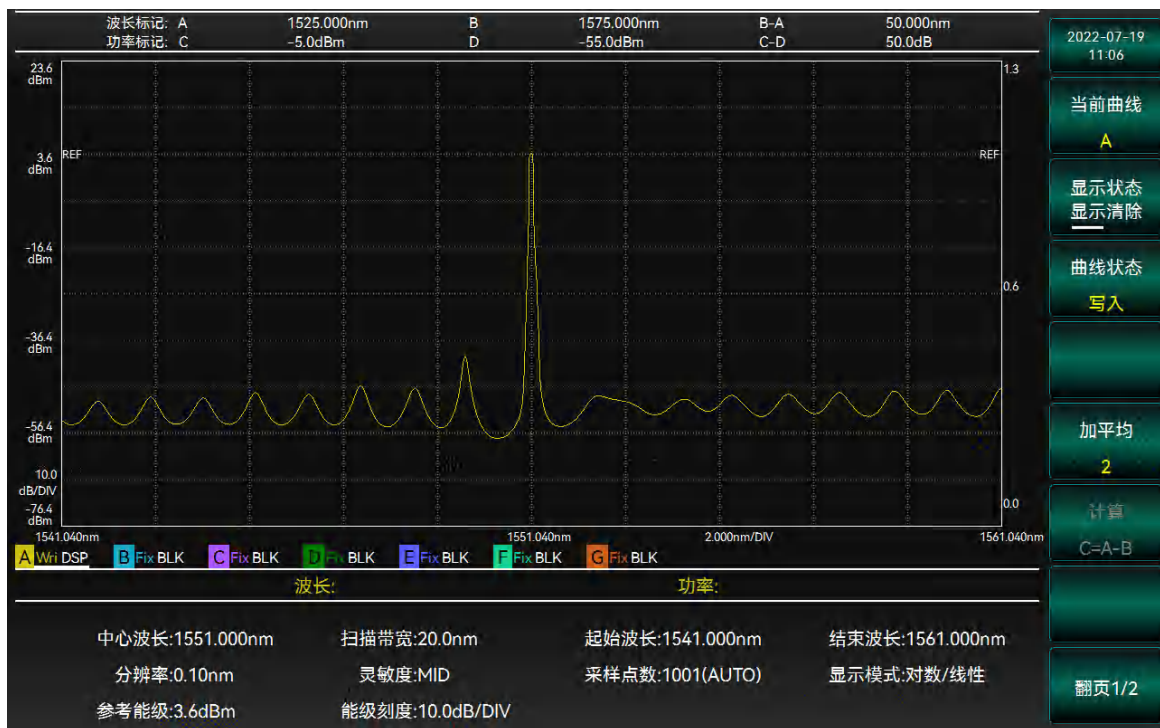 波长标记: A 1525.000nm B 1575.000nm B-A 50.000nm
功率标记: C -5.0dBm D -55.0dBm C-D 50.0dB
2022-07-19
11:06
23.6
dBm
1.3
当前曲线
A
3.6
dBm
REF
REF
显示状态
显示清除
-16.4
dBm
曲线状态
写入
0.6
-36.4
dBm
-56.4
dBm
加平均
2
10.0
dB/DIV
-76.4
dBm
0.0
计算
C=A-B
1541.040nm 1551.040nm 2.000nm/DIV 1561.040nm
A Wri DSP B Fix BLK C Fix BLK D Fix BLK E Fix BLK F Fix BLK G Fix BLK
波长: 功率:
中心波长:1551.000nm 扫描带宽:20.0nm 起始波长:1541.000nm 结束波长:1561.000nm
分辨率:0.10nm 灵敏度:MID 采样点数:1001(AUTO) 显示模式:对数/线性
参考能级:3.6dBm 能级刻度:10.0dB/DIV
翻页1/2